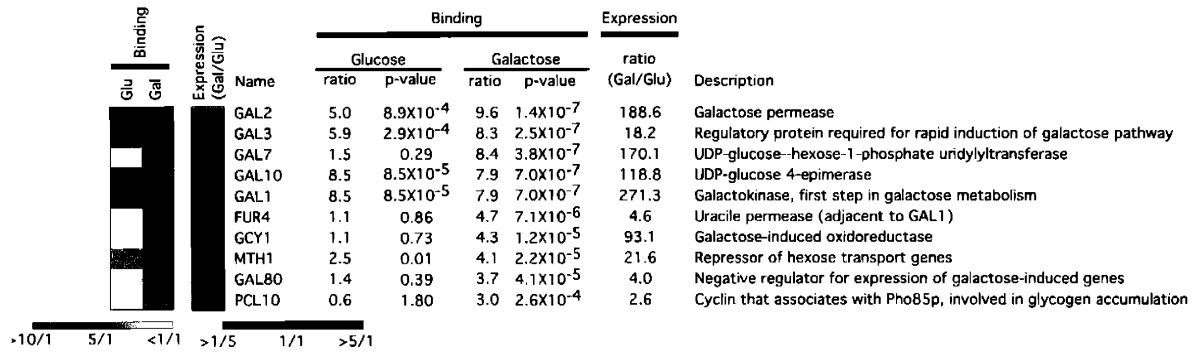 Binding Expression
Binding
Expression (Gal/Glu)
Glucose Galactose ratio
Glu Gal Name ratio p-value ratio p-value (Gal/Glu) Description
GAL2 5.0 8.9X10-4 9.6 1.4X10-7 188.6 Galactose permease
GAL3 5.9 2.9X10-4 8.3 2.5X10-7 18.2 Regulatory protein required for rapid induction of galactose pathway
GAL7 1.5 0.29 8.4 3.8X10-7 170.1 UDP-glucose--hexose-1-phosphate uridylyltransferase
GAL10 8.5 8.5X10-5 7.9 7.0X10-7 118.8 UDP-glucose 4-epimerase
GAL1 8.5 8.5X10-5 7.9 7.0X10-7 271.3 Galactokinase, first step in galactose metabolism
FUR4 1.1 0.86 4.7 7.1X10-6 4.6 Uracile permease (adjacent to GAL1)
GCY1 1.1 0.73 4.3 1.2X10-5 93.1 Galactose-induced oxidoreductase
MTH1 2.5 0.01 4.1 2.2X10-5 21.6 Repressor of hexose transport genes
GAL80 1.4 0.39 3.7 4.1X10-5 4.0 Negative regulator for expression of galactose-induced genes
PCL10 0.6 1.80 3.0 2.6X10-4 2.6 Cyclin that associates with Pho85p, involved in glycogen accumulation
>10/1 5/1 <1/1 >1/5 1/1 >5/1